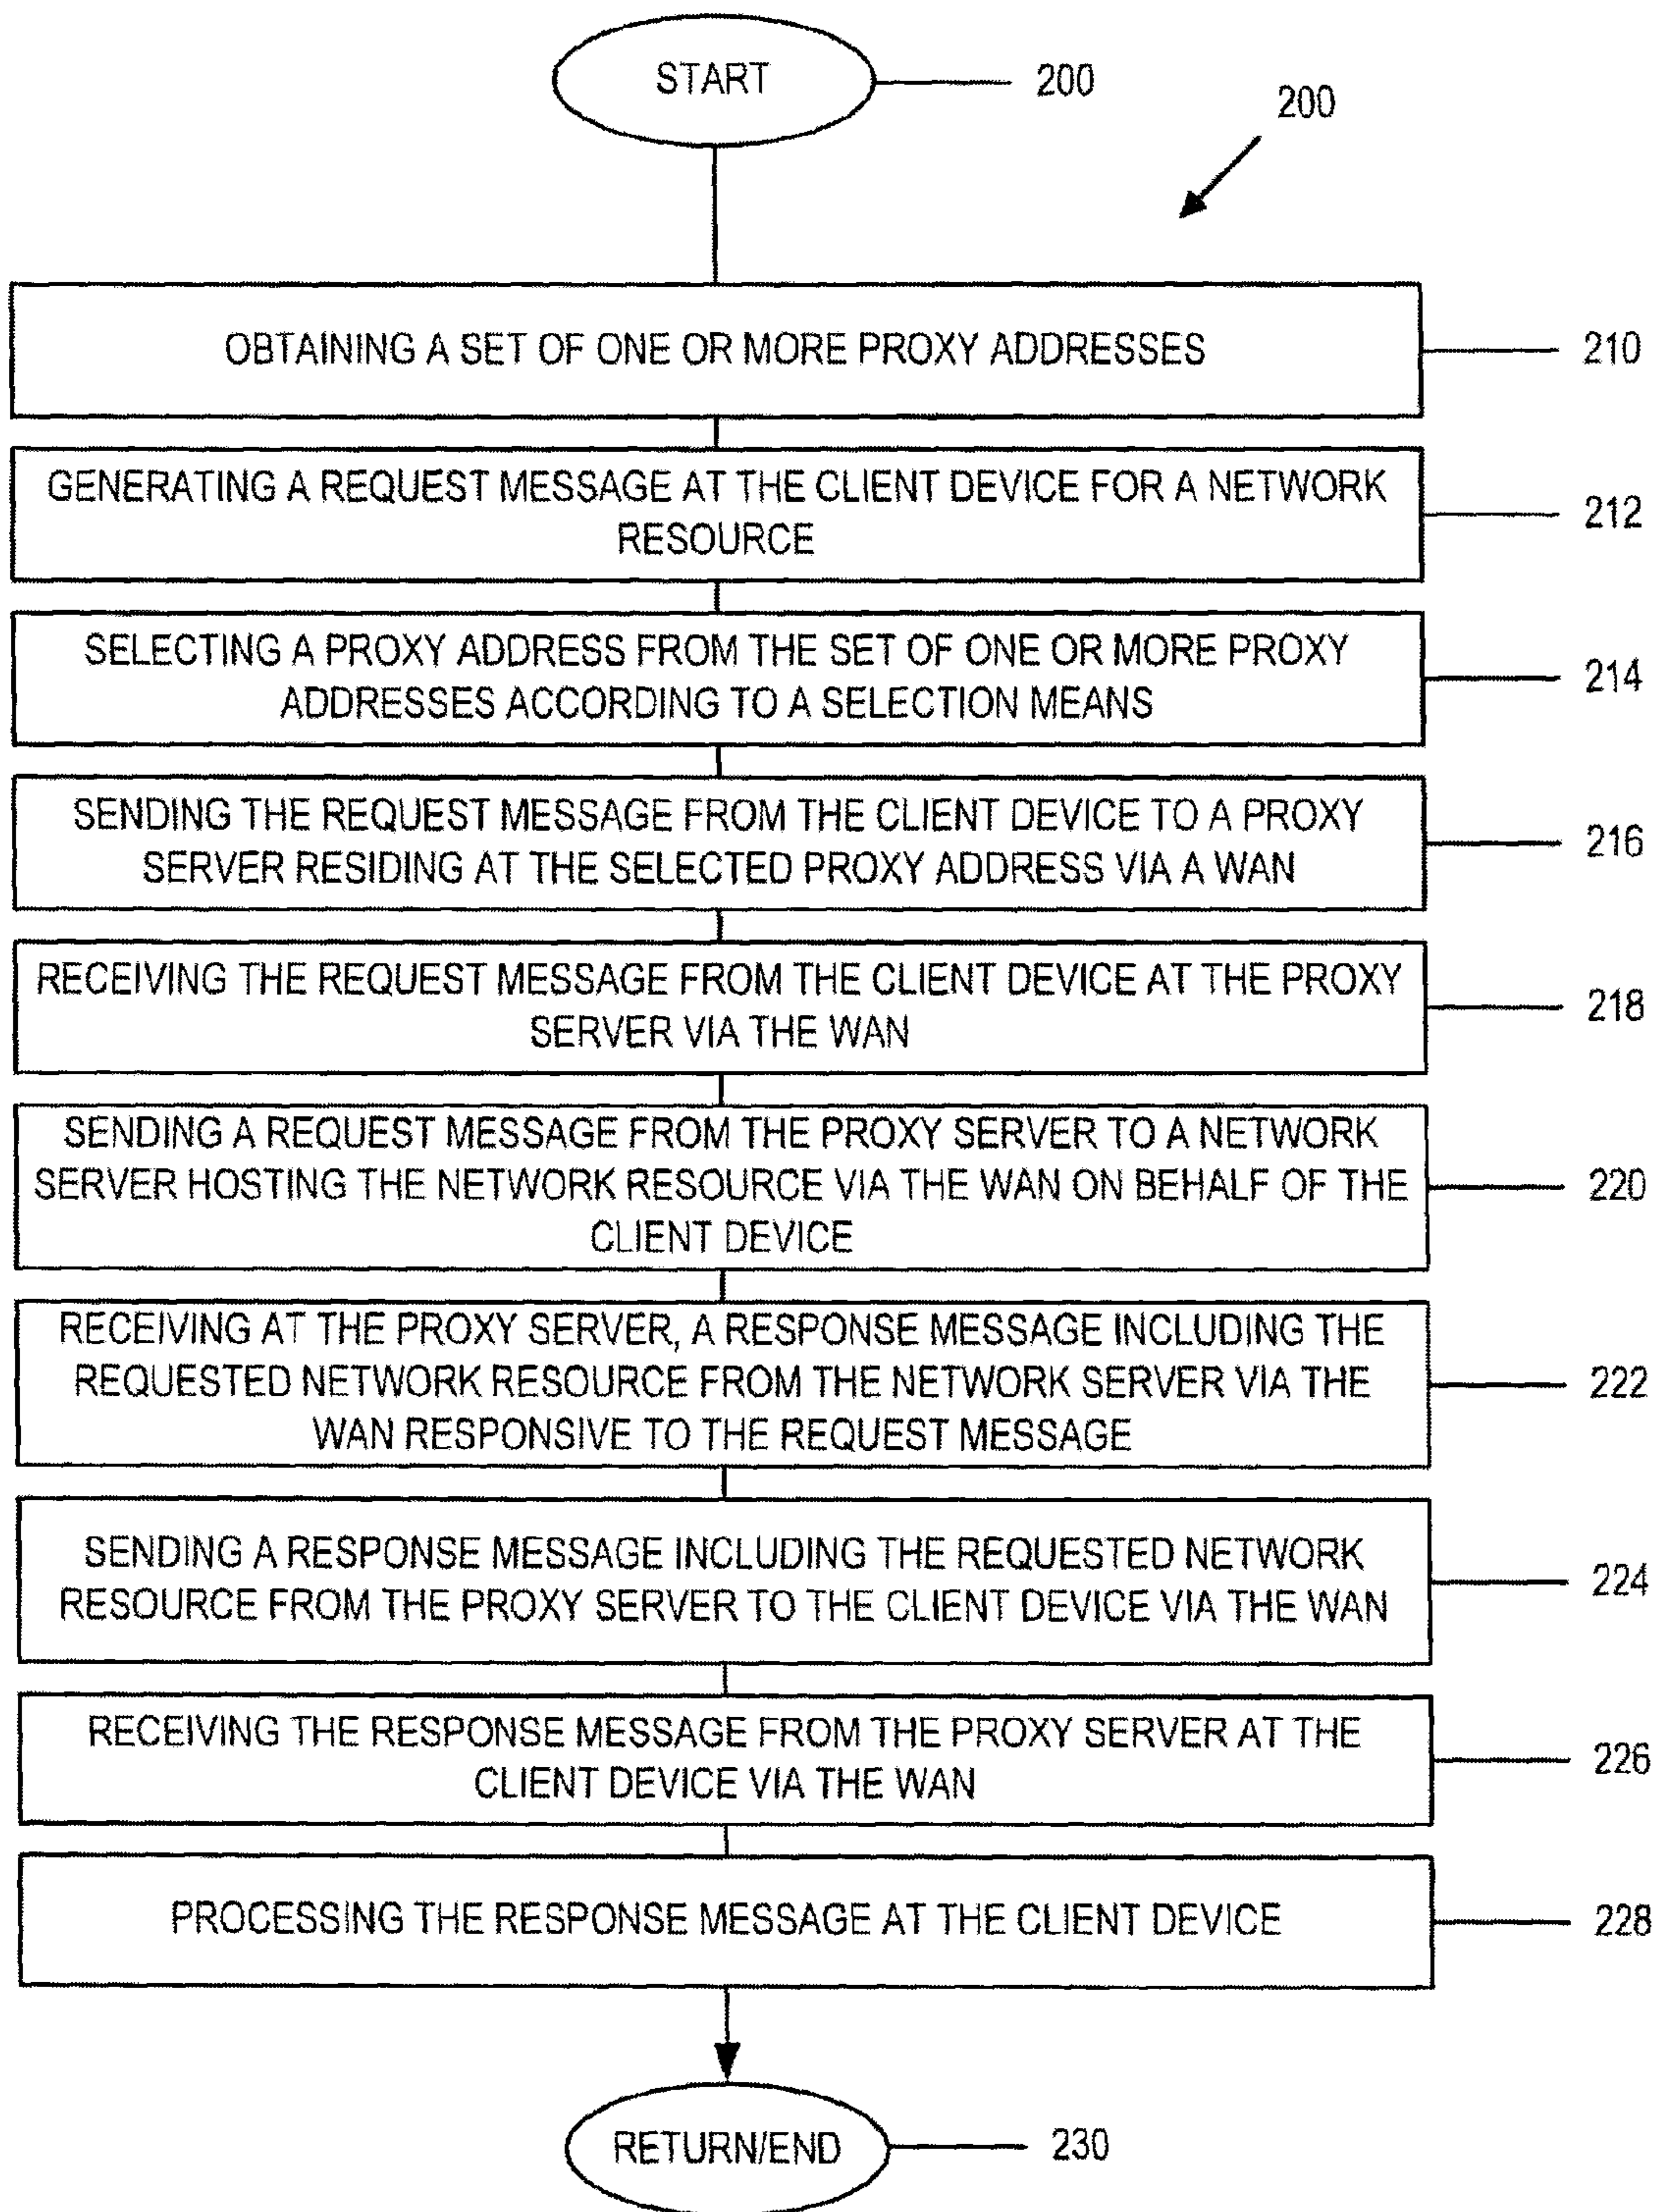 START
200
200
OBTAINING A SET OF ONE OR MORE PROXY ADDRESSES
210
GENERATING A REQUEST MESSAGE AT THE CLIENT DEVICE FOR A NETWORK
RESOURCE
212
SELECTING A PROXY ADDRESS FROM THE SET OF ONE OR MORE PROXY
ADDRESSES ACCORDING TO A SELECTION MEANS
214
SENDING THE REQUEST MESSAGE FROM THE CLIENT DEVICE TO A PROXY
SERVER RESIDING AT THE SELECTED PROXY ADDRESS VIA A WAN
216
RECEIVING THE REQUEST MESSAGE FROM THE CLIENT DEVICE AT THE PROXY
SERVER VIA THE WAN
218
SENDING A REQUEST MESSAGE FROM THE PROXY SERVER TO A NETWORK
SERVER HOSTING THE NETWORK RESOURCE VIA THE WAN ON BEHALF OF THE
CLIENT DEVICE
220
RECEIVING AT THE PROXY SERVER, A RESPONSE MESSAGE INCLUDING THE
REQUESTED NETWORK RESOURCE FROM THE NETWORK SERVER VIA THE
WAN RESPONSIVE TO THE REQUEST MESSAGE
222
SENDING A RESPONSE MESSAGE INCLUDING THE REQUESTED NETWORK
RESOURCE FROM THE PROXY SERVER TO THE CLIENT DEVICE VIA THE WAN
224
RECEIVING THE RESPONSE MESSAGE FROM THE PROXY SERVER AT THE
CLIENT DEVICE VIA THE WAN
226
PROCESSING THE RESPONSE MESSAGE AT THE CLIENT DEVICE
228
RETURN/END
230